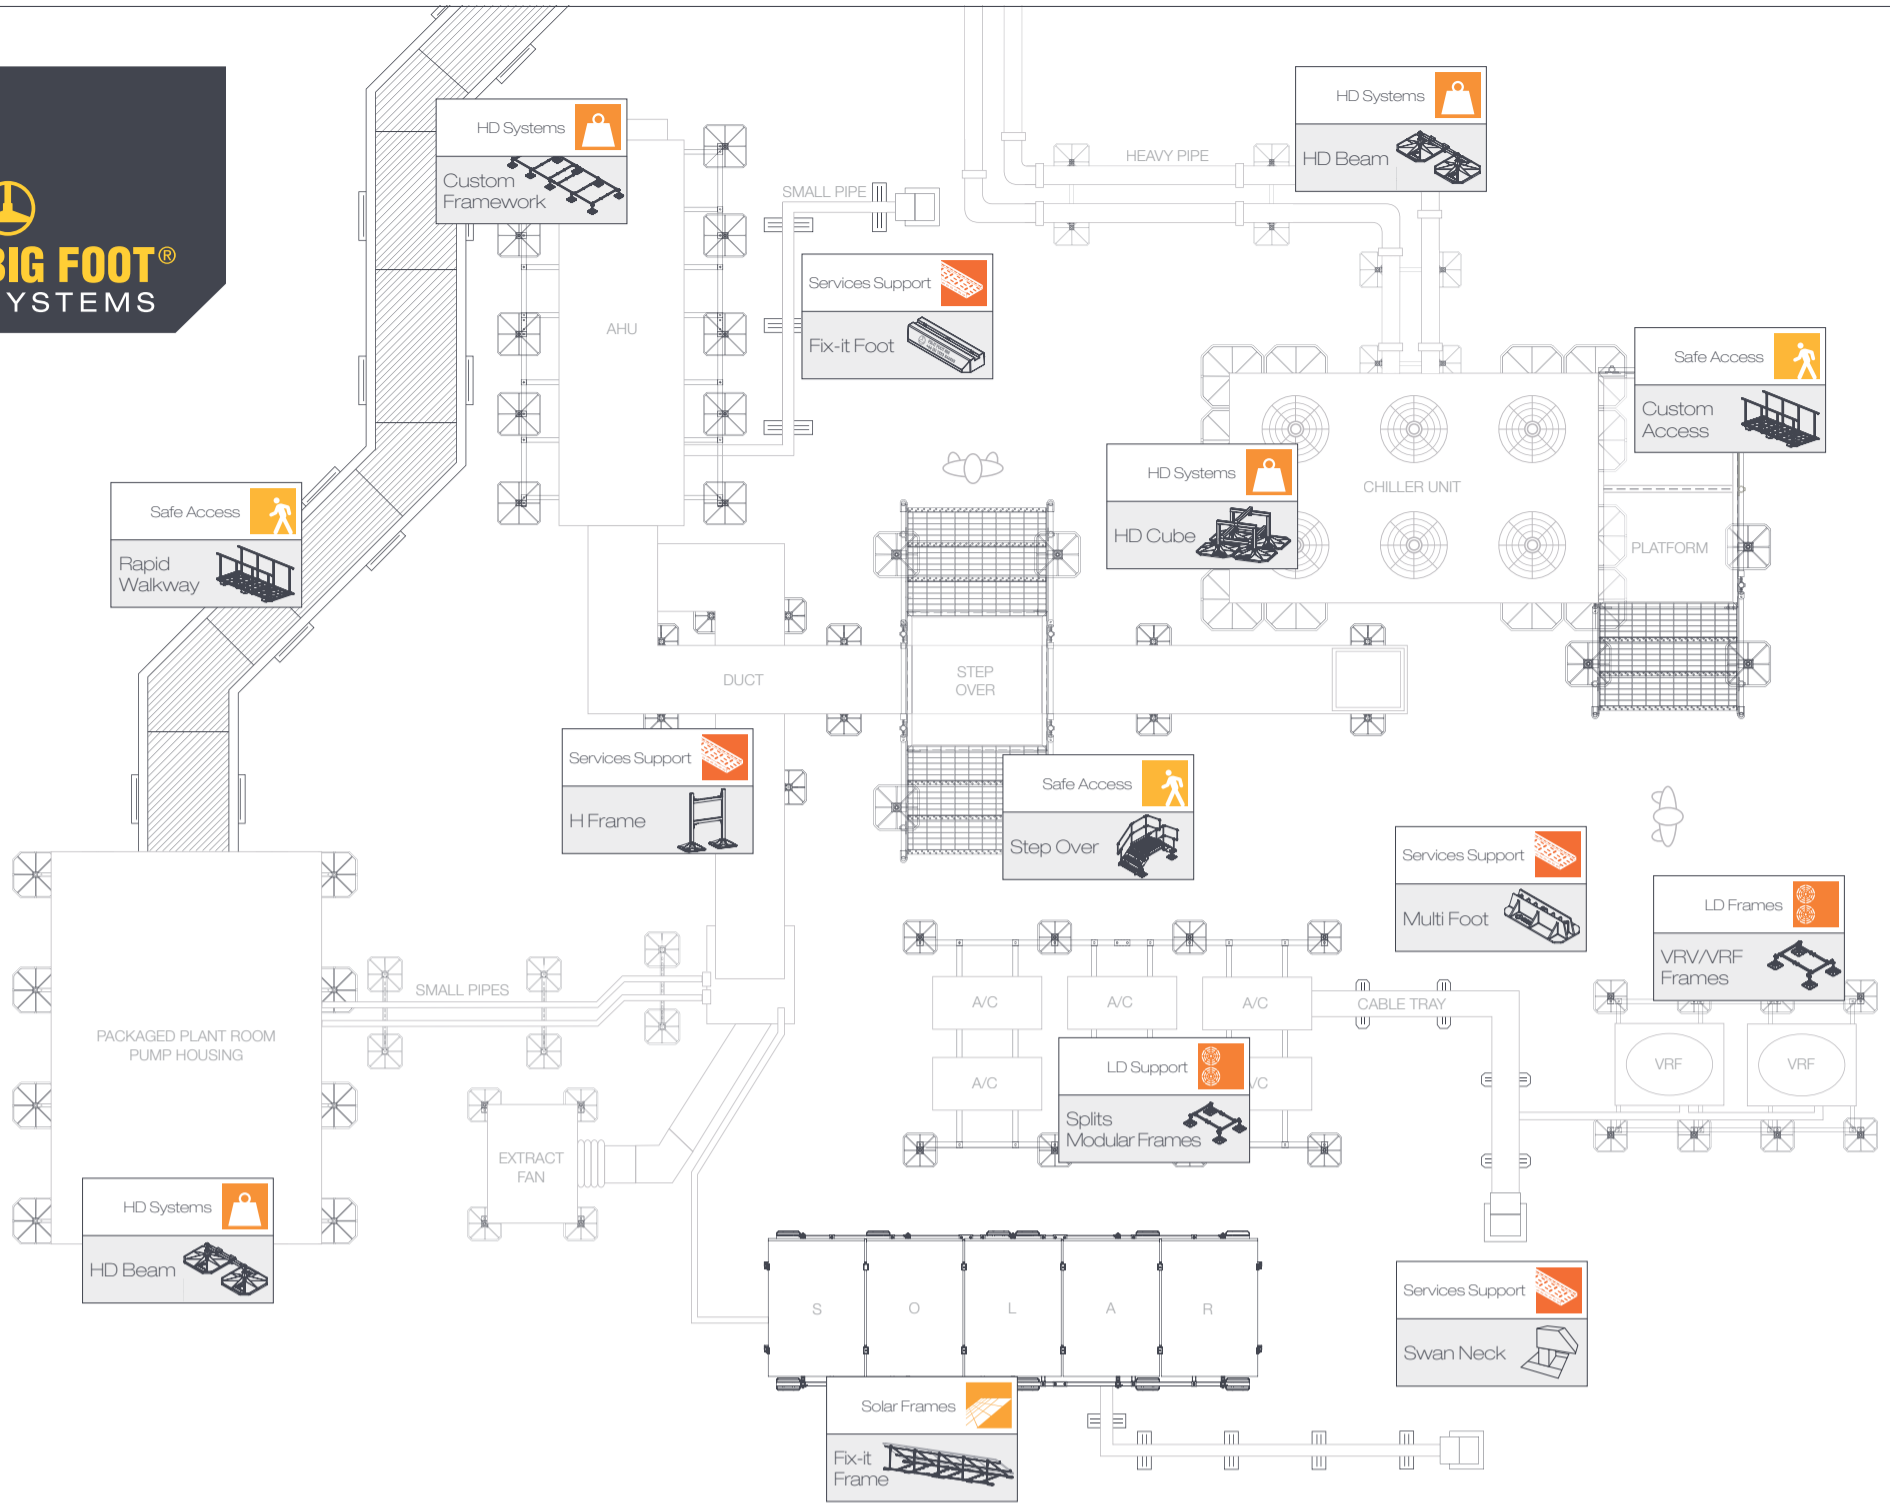 BIG FOOT®
SYSTEMS
HD Systems
Custom
Framework
SMALL PIPE
HEAVY PIPE
HD Systems
HD Beam
Services Support
Fix-it Foot
AHU
Safe Access
Custom
Access
HD Systems
HD Cube
CHILLER UNIT
PLATFORM
Safe Access
Rapid
Walkway
DUCT
STEP
OVER
Services Support
H Frame
Safe Access
Step Over
Services Support
Multi Foot
LD Frames
VRV/VRF
Frames
SMALL PIPES
PACKAGED PLANT ROOM
PUMP HOUSING
A/C
A/C
A/C
CABLE TRAY
A/C
A/C
LD Support
Splits
Modular Frames
VRF
VRF
EXTRACT
FAN
HD Systems
HD Beam
S O L A R
Services Support
Swan Neck
Solar Frames
Fix-it
Frame